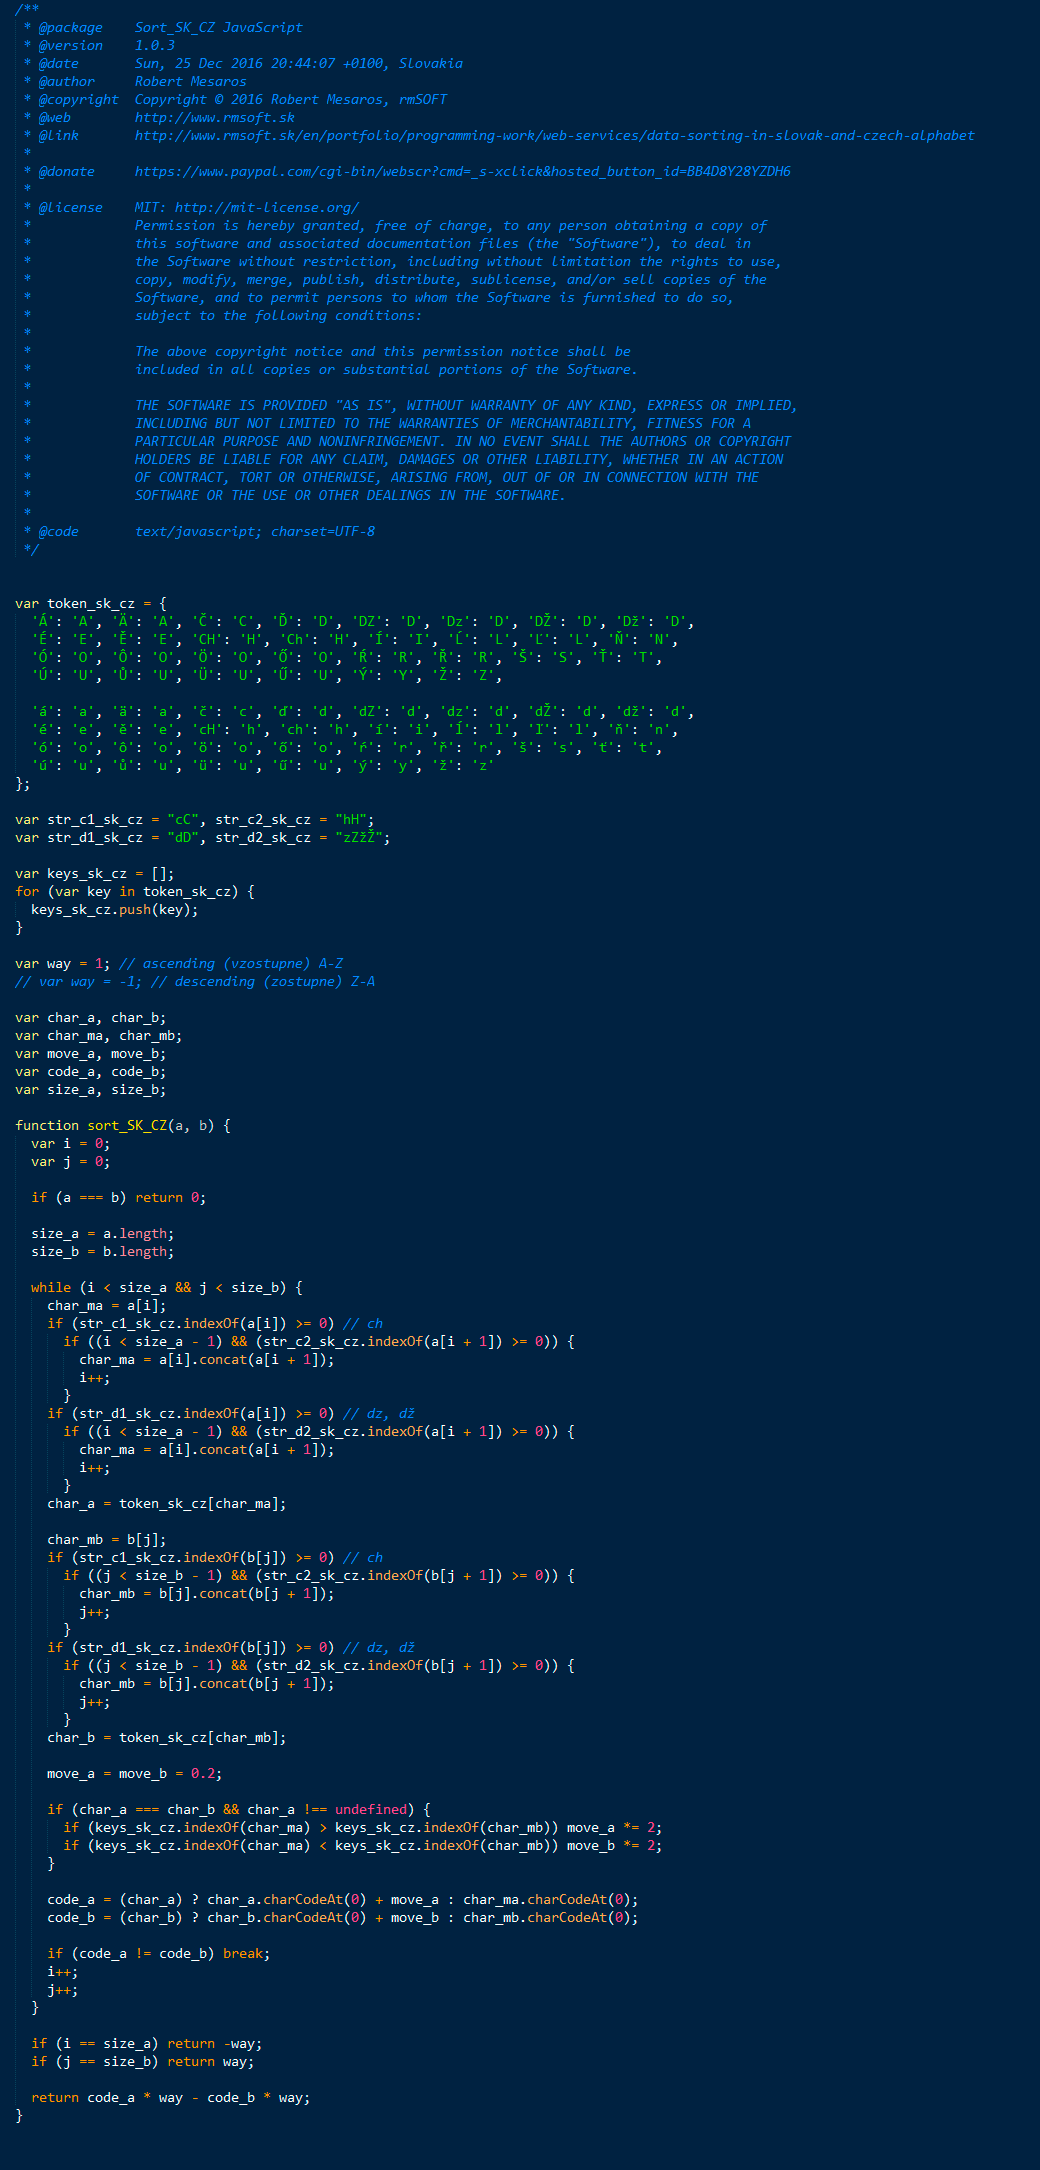 /**
 * @package    Sort_SK_CZ JavaScript
 * @version    1.0.3
 * @date       Sun, 25 Dec 2016 20:44:07 +0100, Slovakia
 * @author     Robert Mesaros
 * @copyright  Copyright © 2016 Robert Mesaros, rmSOFT
 * @web        http://www.rmsoft.sk
 * @link       http://www.rmsoft.sk/en/portfolio/programming-work/web-services/data-sorting-in-slovak-and-czech-alphabet
 *
 * @donate     https://www.paypal.com/cgi-bin/webscr?cmd=_s-xclick&hosted_button_id=BB4D8Y28YZDH6
 *
 * @license    MIT: http://mit-license.org/
 *             Permission is hereby granted, free of charge, to any person obtaining a copy of
 *             this software and associated documentation files (the "Software"), to deal in
 *             the Software without restriction, including without limitation the rights to use,
 *             copy, modify, merge, publish, distribute, sublicense, and/or sell copies of the
 *             Software, and to permit persons to whom the Software is furnished to do so,
 *             subject to the following conditions:
 *
 *             The above copyright notice and this permission notice shall be
 *             included in all copies or substantial portions of the Software.
 *
 *             THE SOFTWARE IS PROVIDED "AS IS", WITHOUT WARRANTY OF ANY KIND, EXPRESS OR IMPLIED,
 *             INCLUDING BUT NOT LIMITED TO THE WARRANTIES OF MERCHANTABILITY, FITNESS FOR A
 *             PARTICULAR PURPOSE AND NONINFRINGEMENT. IN NO EVENT SHALL THE AUTHORS OR COPYRIGHT
 *             HOLDERS BE LIABLE FOR ANY CLAIM, DAMAGES OR OTHER LIABILITY, WHETHER IN AN ACTION
 *             OF CONTRACT, TORT OR OTHERWISE, ARISING FROM, OUT OF OR IN CONNECTION WITH THE
 *             SOFTWARE OR THE USE OR OTHER DEALINGS IN THE SOFTWARE.
 *
 * @code       text/javascript; charset=UTF-8
 */

var token_sk_cz = {
  'Á': 'A', 'Ä': 'A', 'Č': 'C', 'Ď': 'D', 'DZ': 'D', 'Dz': 'D', 'DŽ': 'D', 'Dž': 'D',
  'É': 'E', 'Ě': 'E', 'CH': 'H', 'Ch': 'H', 'Í': 'I', 'Ĺ': 'L', 'Ľ': 'L', 'Ň': 'N',
  'Ó': 'O', 'Ô': 'O', 'Ö': 'O', 'Ő': 'O', 'Ŕ': 'R', 'Ř': 'R', 'Š': 'S', 'Ť': 'T',
  'Ú': 'U', 'Ů': 'U', 'Ü': 'U', 'Ű': 'U', 'Ý': 'Y', 'Ž': 'Z',

  'á': 'a', 'ä': 'a', 'č': 'c', 'ď': 'd', 'dZ': 'd', 'dz': 'd', 'dŽ': 'd', 'dž': 'd',
  'é': 'e', 'ě': 'e', 'cH': 'h', 'ch': 'h', 'í': 'i', 'ĺ': 'l', 'ľ': 'l', 'ň': 'n',
  'ó': 'o', 'ô': 'o', 'ö': 'o', 'ő': 'o', 'ŕ': 'r', 'ř': 'r', 'š': 's', 'ť': 't',
  'ú': 'u', 'ů': 'u', 'ü': 'u', 'ű': 'u', 'ý': 'y', 'ž': 'z'
};

var str_c1_sk_cz = "cC", str_c2_sk_cz = "hH";
var str_d1_sk_cz = "dD", str_d2_sk_cz = "zZžŽ";

var keys_sk_cz = [];
for (var key in token_sk_cz) {
  keys_sk_cz.push(key);
}

var way = 1; // ascending (vzostupne) A-Z
// var way = -1; // descending (zostupne) Z-A

var char_a, char_b;
var char_ma, char_mb;
var move_a, move_b;
var code_a, code_b;
var size_a, size_b;

function sort_SK_CZ(a, b) {
  var i = 0;
  var j = 0;

  if (a === b) return 0;

  size_a = a.length;
  size_b = b.length;

  while (i < size_a && j < size_b) {
    char_ma = a[i];
    if (str_c1_sk_cz.indexOf(a[i]) >= 0) // ch
      if ((i < size_a - 1) && (str_c2_sk_cz.indexOf(a[i + 1]) >= 0)) {
        char_ma = a[i].concat(a[i + 1]);
        i++;
      }
    if (str_d1_sk_cz.indexOf(a[i]) >= 0) // dz, dž
      if ((i < size_a - 1) && (str_d2_sk_cz.indexOf(a[i + 1]) >= 0)) {
        char_ma = a[i].concat(a[i + 1]);
        i++;
      }
    char_a = token_sk_cz[char_ma];

    char_mb = b[j];
    if (str_c1_sk_cz.indexOf(b[j]) >= 0) // ch
      if ((j < size_b - 1) && (str_c2_sk_cz.indexOf(b[j + 1]) >= 0)) {
        char_mb = b[j].concat(b[j + 1]);
        j++;
      }
    if (str_d1_sk_cz.indexOf(b[j]) >= 0) // dz, dž
      if ((j < size_b - 1) && (str_d2_sk_cz.indexOf(b[j + 1]) >= 0)) {
        char_mb = b[j].concat(b[j + 1]);
        j++;
      }
    char_b = token_sk_cz[char_mb];

    move_a = move_b = 0.2;

    if (char_a === char_b && char_a !== undefined) {
      if (keys_sk_cz.indexOf(char_ma) > keys_sk_cz.indexOf(char_mb)) move_a *= 2;
      if (keys_sk_cz.indexOf(char_ma) < keys_sk_cz.indexOf(char_mb)) move_b *= 2;
    }

    code_a = (char_a) ? char_a.charCodeAt(0) + move_a : char_ma.charCodeAt(0);
    code_b = (char_b) ? char_b.charCodeAt(0) + move_b : char_mb.charCodeAt(0);

    if (code_a != code_b) break;
    i++;
    j++;
  }

  if (i == size_a) return -way;
  if (j == size_b) return way;

  return code_a * way - code_b * way;
}